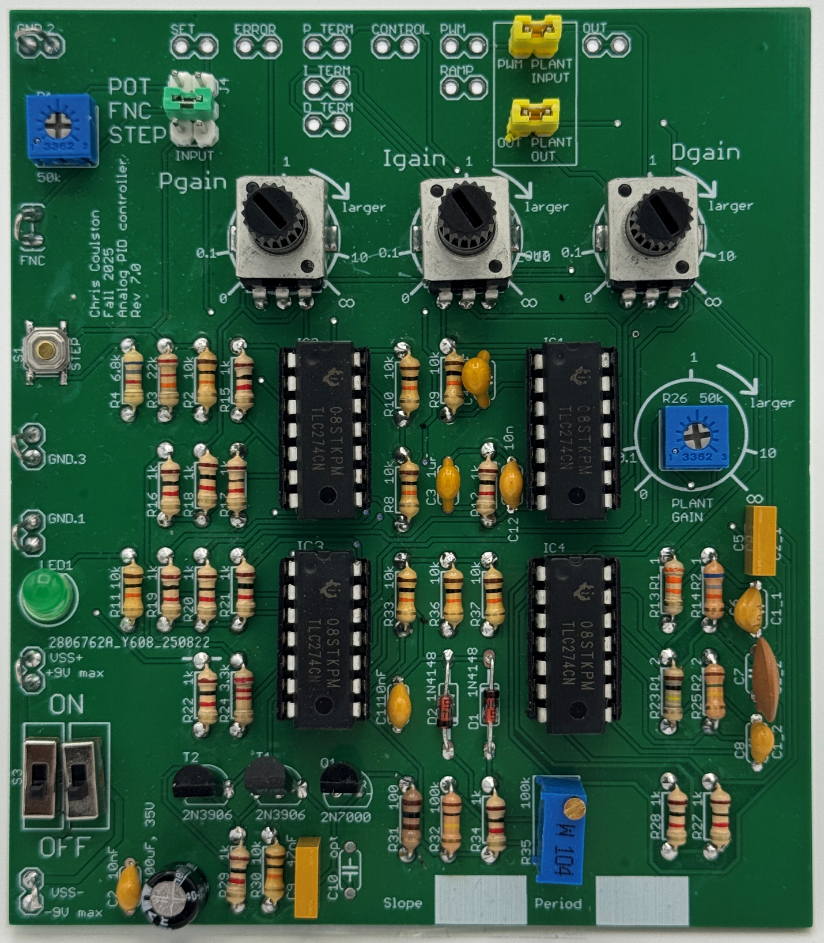 GND.2
SET
ERROR
P_TERM
CONTROL
PWM
OUT
I_TERM
RAMP
D_TERM
PWM PLANT
INPUT
OUT PLANT
OUT
POT
FNC
STEP
J4
INPUT
3362
50k
Pgain
Igain
Dgain
1
larger
0.1
10
0
∞
1
larger
0.1
10
0
∞
1
larger
0.1
10
0
∞
FNC
Chris Coulston
Fall 2025
Analog PID controller
Rev 7.0
S1
STEP
R4 6.8k
R3 22k
R2 10k
R15 1k
08STKPM
TLC274CN
R10 10k
R9 10k
IC1
08STKPM
TLC274CN
1
R26 50k
larger
3362
10
0
∞
PLANT
GAIN
GND.3
R16 1k
R18 1k
R17 1k
R8 10k
C3
R12 1k
10n
C12
GND.1
LED1
R11 10k
R19 1k
R20 1k
R21 1k
IC3
08STKPM
TLC274CN
R33 10k
R36 10k
R37 10k
IC4
08STKPM
TLC274CN
R13 R1_1
R14 R2_1
C5
C2_1
C6
C1_1
2806762A_Y608_250822
VSS+
+9V max
R22 1k
R24 3.3k
C11 10nF
D2 1N4148
D1 1N4148
R23 R1_2
R25 R2_2
C7
C8
C1_2
ON
S3
OFF
T2
2N3906
T1
2N3906
Q1
2N7000
R31 100
R32 100k
R34 1k
R35 100k
W 104
R28 1k
R27 1k
VSS-
-9V max
C2 10nF
100uF, 35V
R29 1k
R30 10k
C9 47nF
C10 opt
Slope
Period